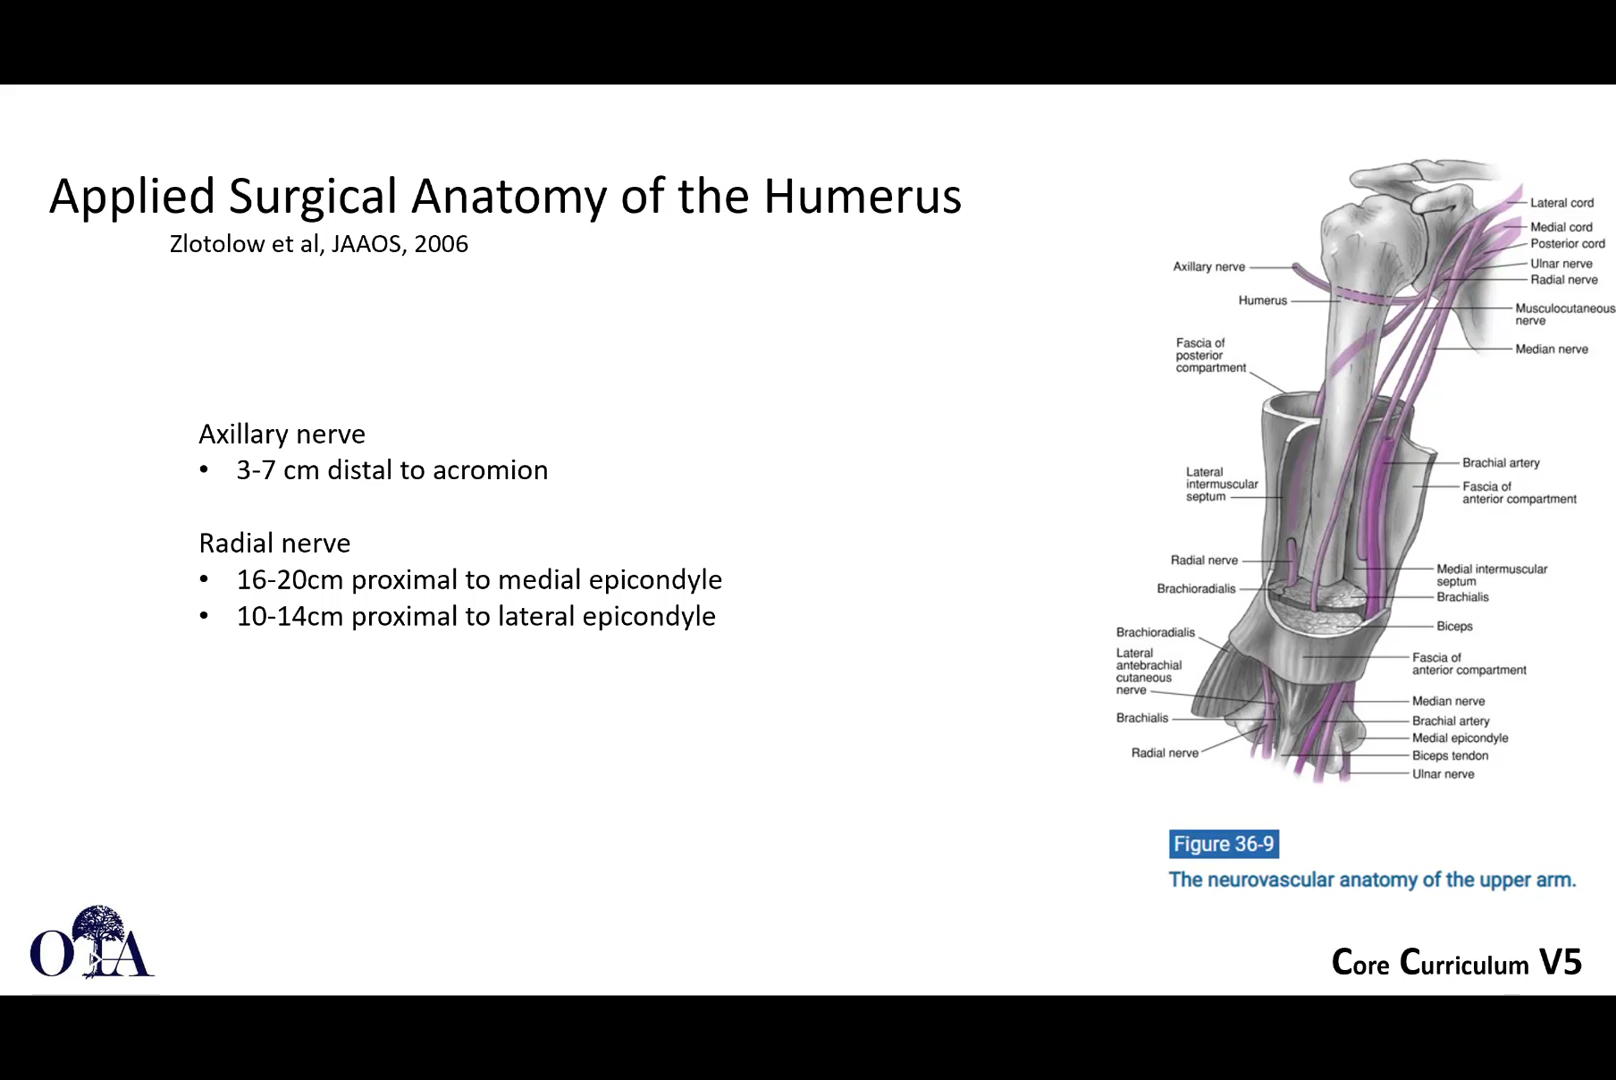 Applied Surgical Anatomy of the Humerus
Zlotolow et al, JAAOS, 2006
Axillary nerve
• 3-7 cm distal to acromion
Radial nerve
• 16-20cm proximal to medial epicondyle
• 10-14cm proximal to lateral epicondyle
Axillary nerve
Humerus
Fascia of
posterior
compartment
Lateral
intermuscular
septum
Radial nerve
Brachioradialis
Brachioradialis
Lateral
antebrachial
cutaneous
nerve
Brachialis
Radial nerve
Lateral cord
Medial cord
Posterior cord
Ulnar nerve
Radial nerve
Musculocutaneous
nerve
Median nerve
Brachial artery
Fascia of
anterior compartment
Medial intermuscular
septum
Brachialis
Biceps
Fascia of
anterior compartment
Median nerve
Brachial artery
Medial epicondyle
Biceps tendon
Ulnar nerve
Figure 36-9
The neurovascular anatomy of the upper arm.
OTA
Core Curriculum V5